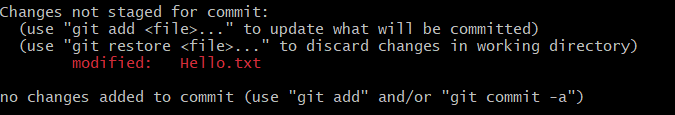 Changes not staged for commit:
  (use "git add <file>..." to update what will be committed)
  (use "git restore <file>..." to discard changes in working directory)
        modified:   Hello.txt

no changes added to commit (use "git add" and/or "git commit -a")